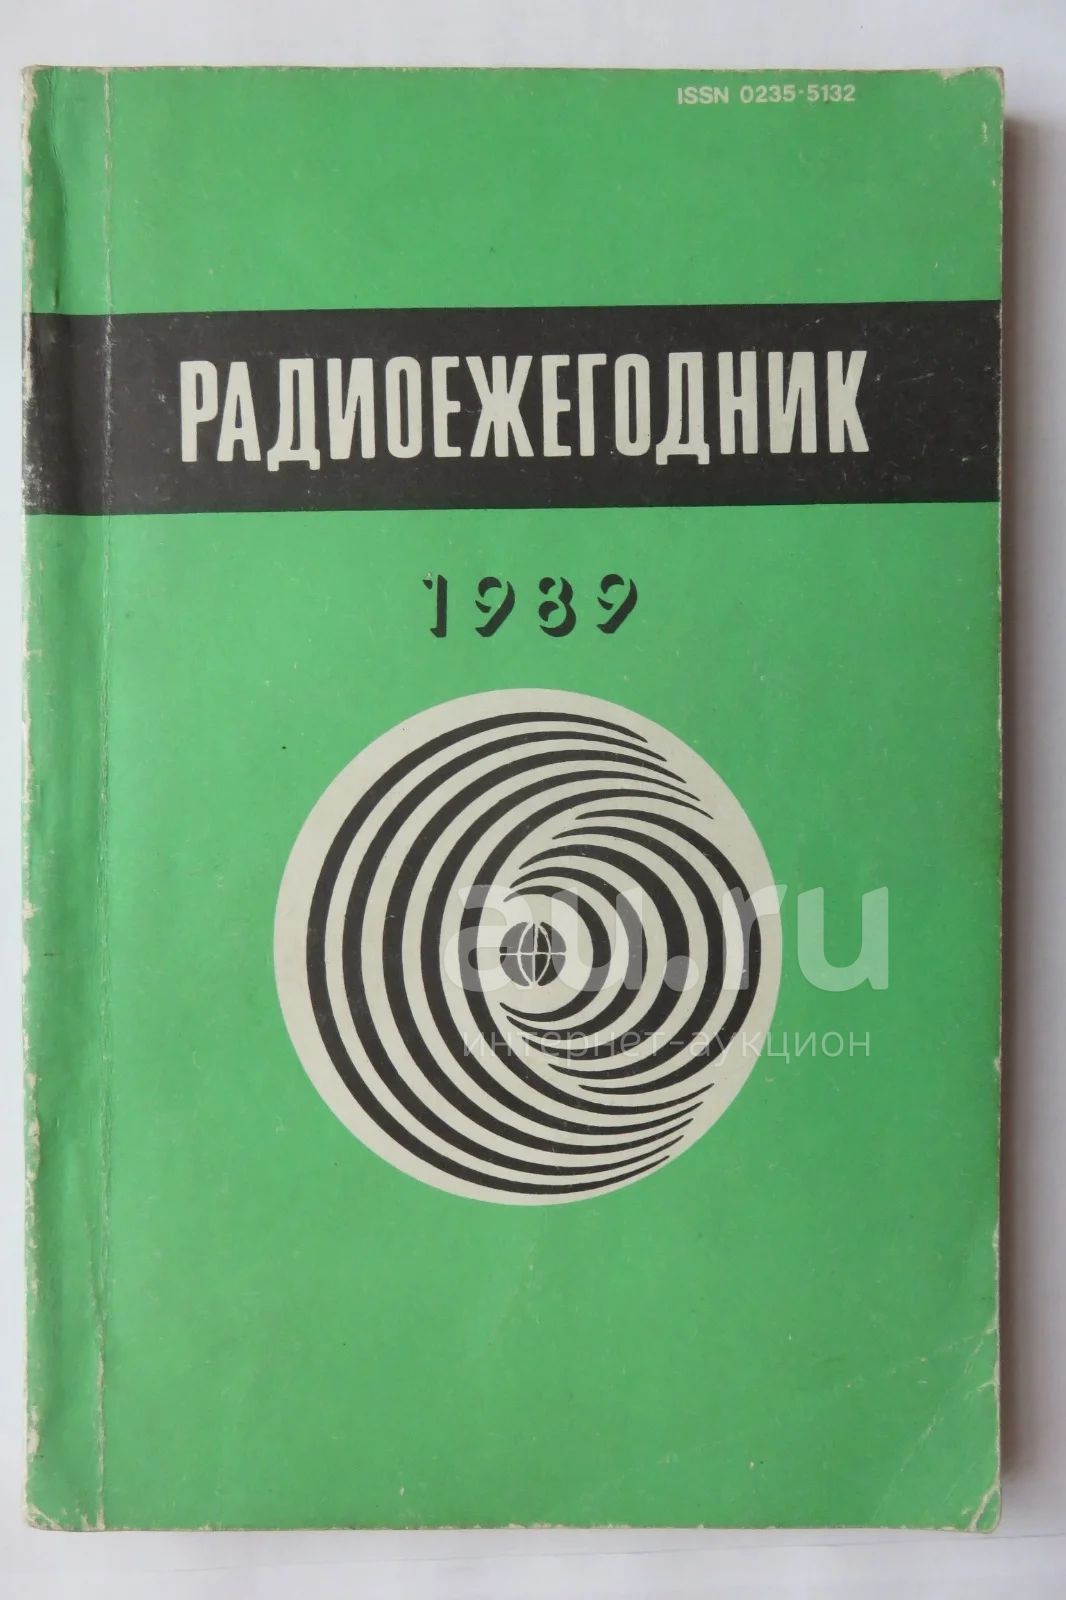 ISSN 0235-5132
РАДИОЕЖЕГОДНИК
1989
au.ru
интернет-аукцион